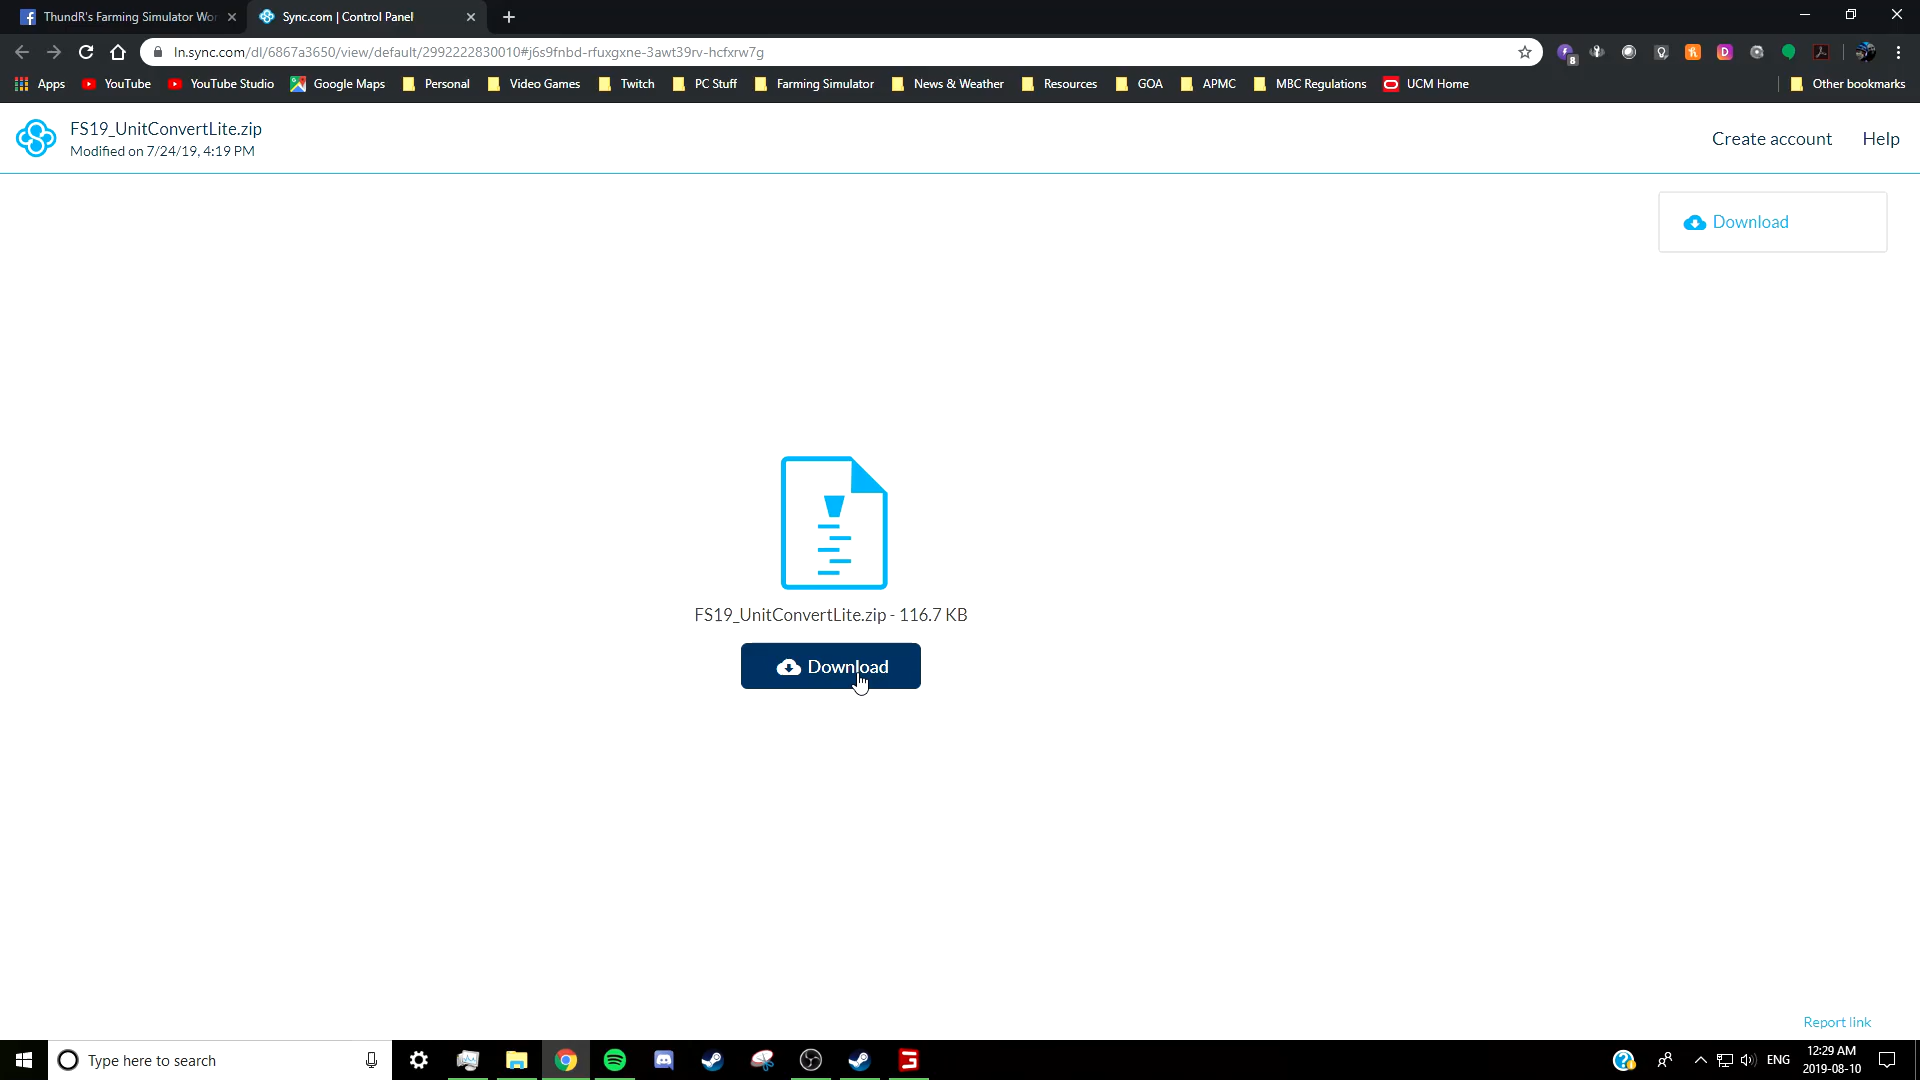 ThundR's Farming Simulator Wor
Sync.com | Control Panel
ln.sync.com/dl/6867a3650/view/default/2992222830010#j6s9fnbd-rfuxgxne-3awt39rv-hcfxrw7g
8
Apps
YouTube
YouTube Studio
Google Maps
Personal
Video Games
Twitch
PC Stuff
Farming Simulator
News & Weather
Resources
GOA
APMC
MBC Regulations
UCM Home
Other bookmarks
FS19_UnitConvertLite.zip
Modified on 7/24/19, 4:19 PM
Create account
Help
Download
FS19_UnitConvertLite.zip - 116.7 KB
Download
Report link
Type here to search
ENG
12:29 AM
2019-08-10